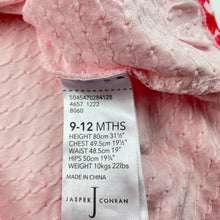 5045470284128
4657 1222
8060
9-12 MTHS
HEIGHT 80cm 31½"
CHEST 49.5cm 19½"
WAIST 48.5cm 19"
HIPS 50cm 19¾"
WEIGHT 10kgs 22lbs
MADE IN CHINA
J
JASPER CONRAN